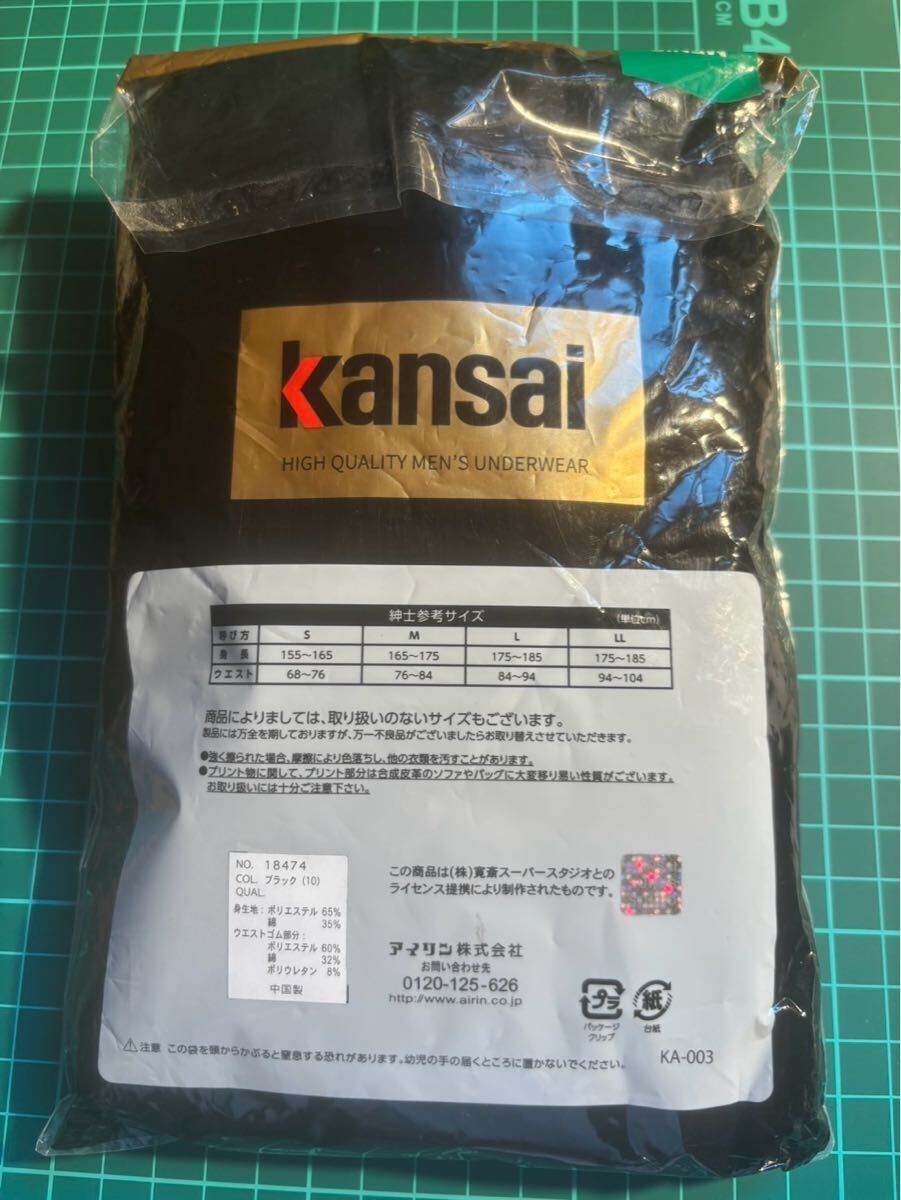 B4
CM
kansai
HIGH QUALITY MEN'S UNDERWEAR
紳士参考サイズ (単位cm)
呼び方 S M L LL
身長 155～165 165～175 175～185 175～185
ウエスト 68～76 76～84 84～94 94～104
商品によりましては、取り扱いのないサイズもございます。
製品には万全を期しておりますが、万一不良品がございましたらお取り替えさせていただきます。
●強く擦られた場合、摩擦により色落ちし、他の衣類を汚すことがあります。
●プリント物に関して、プリント部分は合成皮革のソファやバッグに大変移り易い性質がございます。
お取り扱いには十分ご注意下さい。
NO. 18474
COL. ブラック (10)
QUAL.
身生地：ポリエステル 65%
綿 35%
ウエストゴム部分：
ポリエステル 60%
綿 32%
ポリウレタン 8%
中国製
この商品は(株)寛斎スーパースタジオとの
ライセンス提携により制作されたものです。
アイリン株式会社
お問い合わせ先
0120-125-626
http://www.airin.co.jp
プラ
パッケージ
クリップ
紙
台紙
⚠注意 この袋を頭からかぶると窒息する恐れがあります。幼児の手の届くところに置かないでください。
KA-003